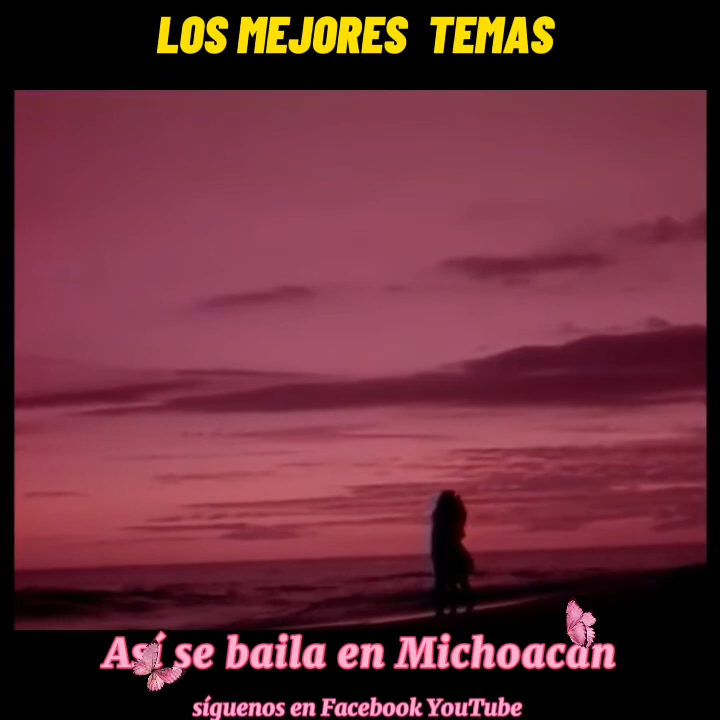 LOS MEJORES TEMAS
Así se baila en Michoacán
síguenos en Facebook YouTube